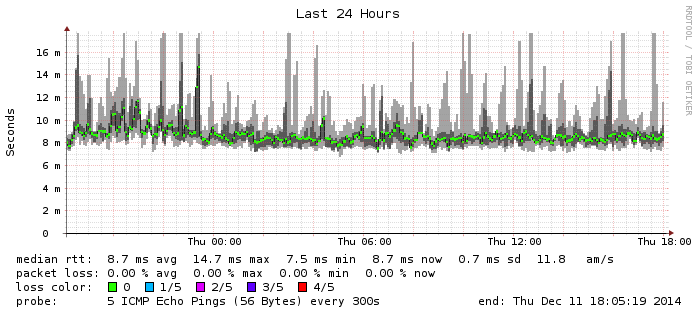 Last 24 Hours
RRDTOOL / TOBI OETIKER
Seconds
16 m
14 m
12 m
10 m
8 m
6 m
4 m
2 m
0
Thu 00:00 Thu 06:00 Thu 12:00 Thu 18:00
median rtt: 8.7 ms avg 14.7 ms max 7.5 ms min 8.7 ms now 0.7 ms sd 11.8 am/s
packet loss: 0.00 % avg 0.00 % max 0.00 % min 0.00 % now
loss color: 0 1/5 2/5 3/5 4/5
probe: 5 ICMP Echo Pings (56 Bytes) every 300s end: Thu Dec 11 18:05:19 2014